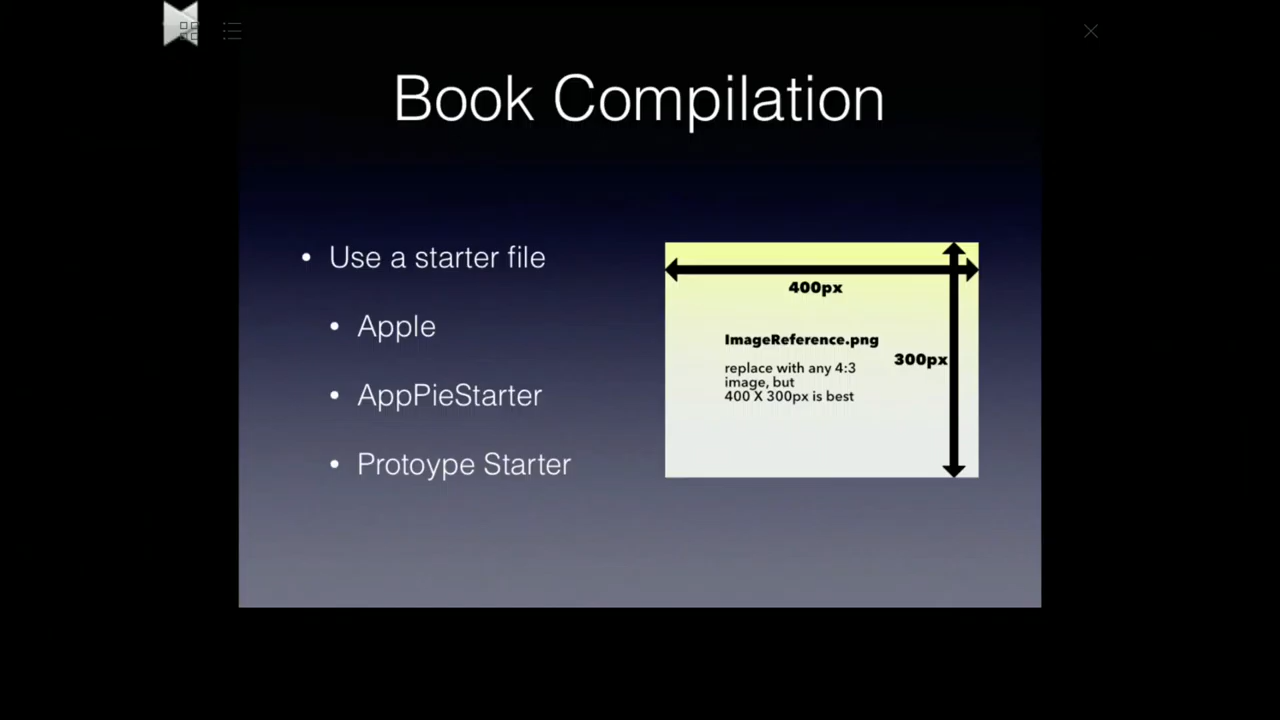 Book Compilation
• Use a starter file
• Apple
• AppPieStarter
• Protoype Starter
400px
ImageReference.png
300px
replace with any 4:3
image, but
400 X 300px is best